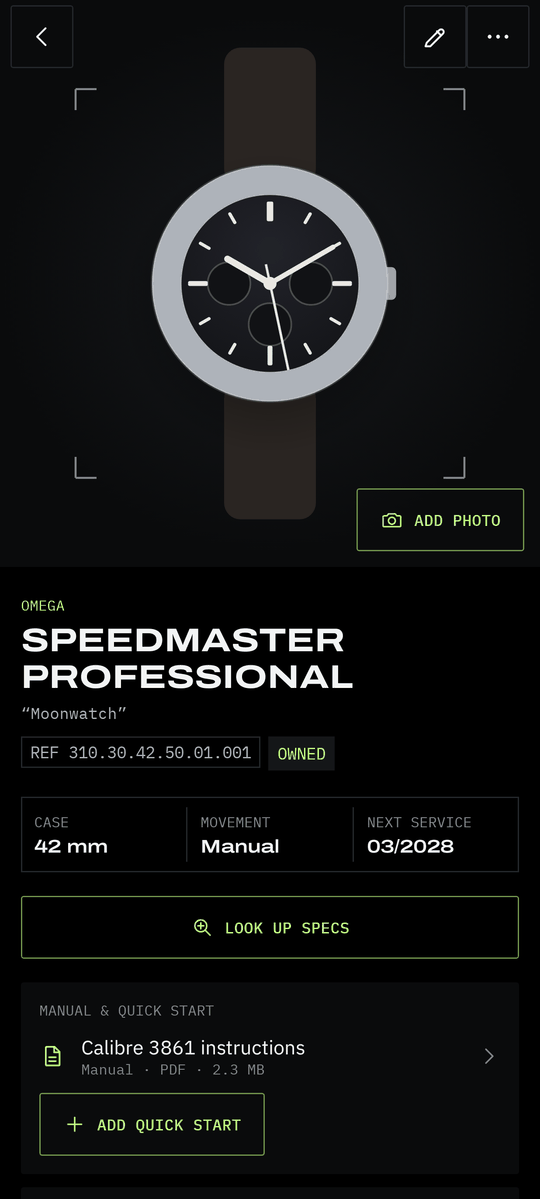 ADD PHOTO
OMEGA
SPEEDMASTER
PROFESSIONAL
“Moonwatch”
REF 310.30.42.50.01.001
OWNED
CASE
42 mm
MOVEMENT
Manual
NEXT SERVICE
03/2028
LOOK UP SPECS
MANUAL & QUICK START
Calibre 3861 instructions
Manual · PDF · 2.3 MB
ADD QUICK START